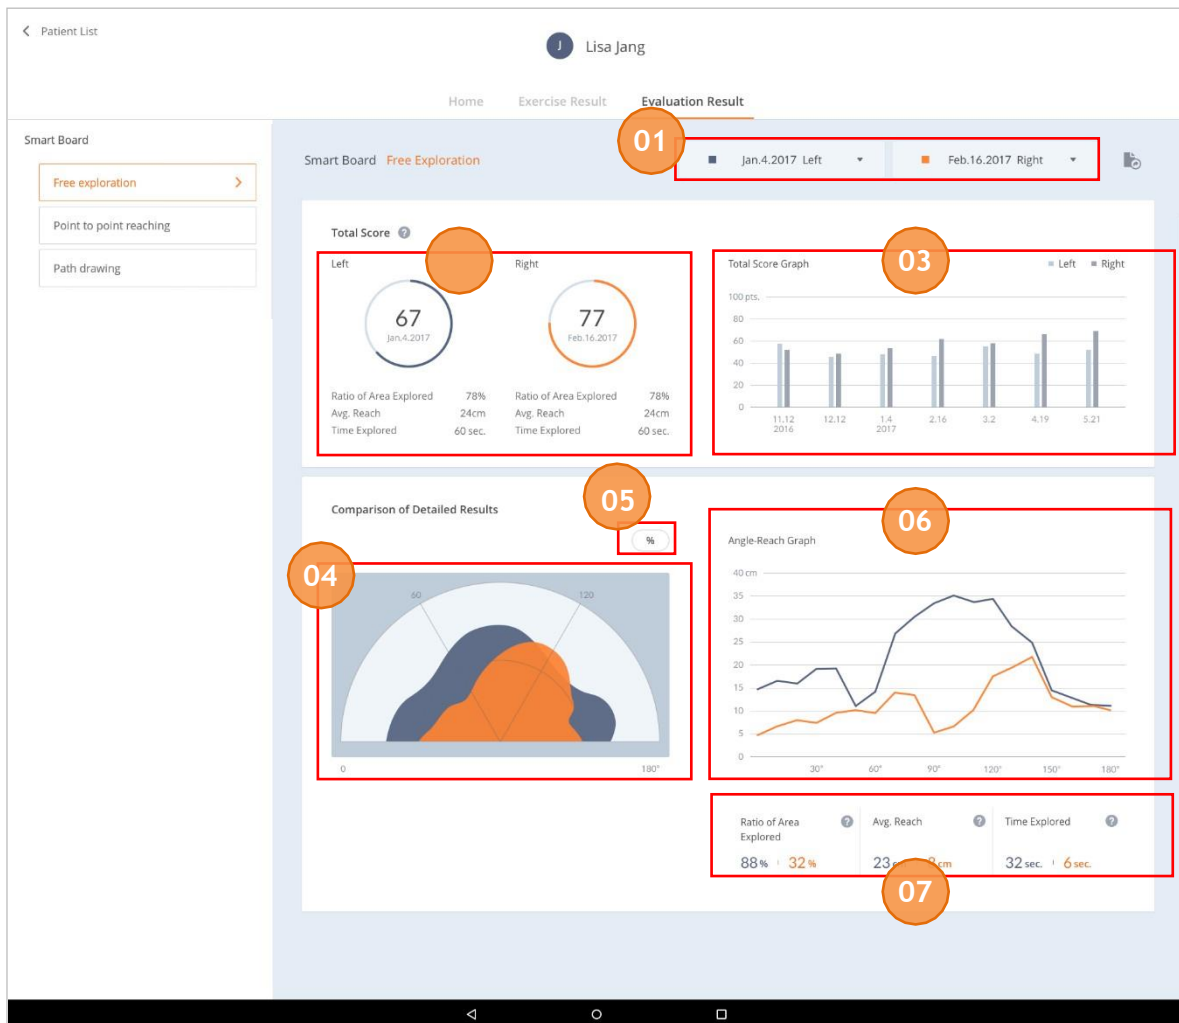 Patient List
J
Lisa Jang
Home
Exercise Result
Evaluation Result
Smart Board
Free exploration
Point to point reaching
Path drawing
Smart Board Free Exploration
01
Jan.4.2017 Left
Feb.16.2017 Right
Total Score ?
Left
67
Jan.4.2017
Ratio of Area Explored 78%
Avg. Reach 24cm
Time Explored 60 sec.
Right
77
Feb.16.2017
Ratio of Area Explored 78%
Avg. Reach 24cm
Time Explored 60 sec.
03
Total Score Graph
Left Right
100 pts.
80
60
40
20
0
11.12 12.12 1.4 2.16 3.2 4.19 5.21
2016 2017
Comparison of Detailed Results
05
%
04
60 120
0 180°
06
Angle-Reach Graph
40 cm
35
30
25
20
15
10
5
0
30° 60° 90° 120° 150° 180°
Ratio of Area
Explored
?
88% 32%
Avg. Reach ?
23 cm
Time Explored ?
32 sec. 6 sec.
07